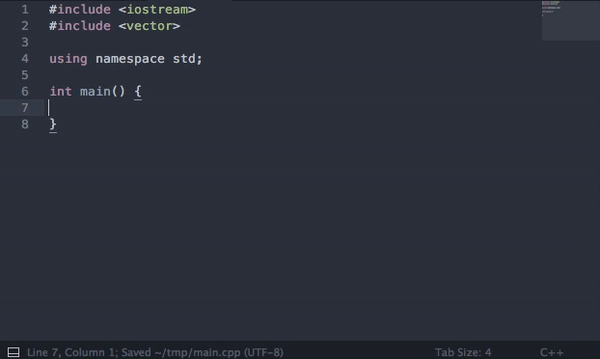 1 #include <iostream>
2 #include <vector>
3
4 using namespace std;
5
6 int main() {
7
8 }
Line 7, Column 1; Saved ~/tmp/main.cpp (UTF-8) Tab Size: 4 C++